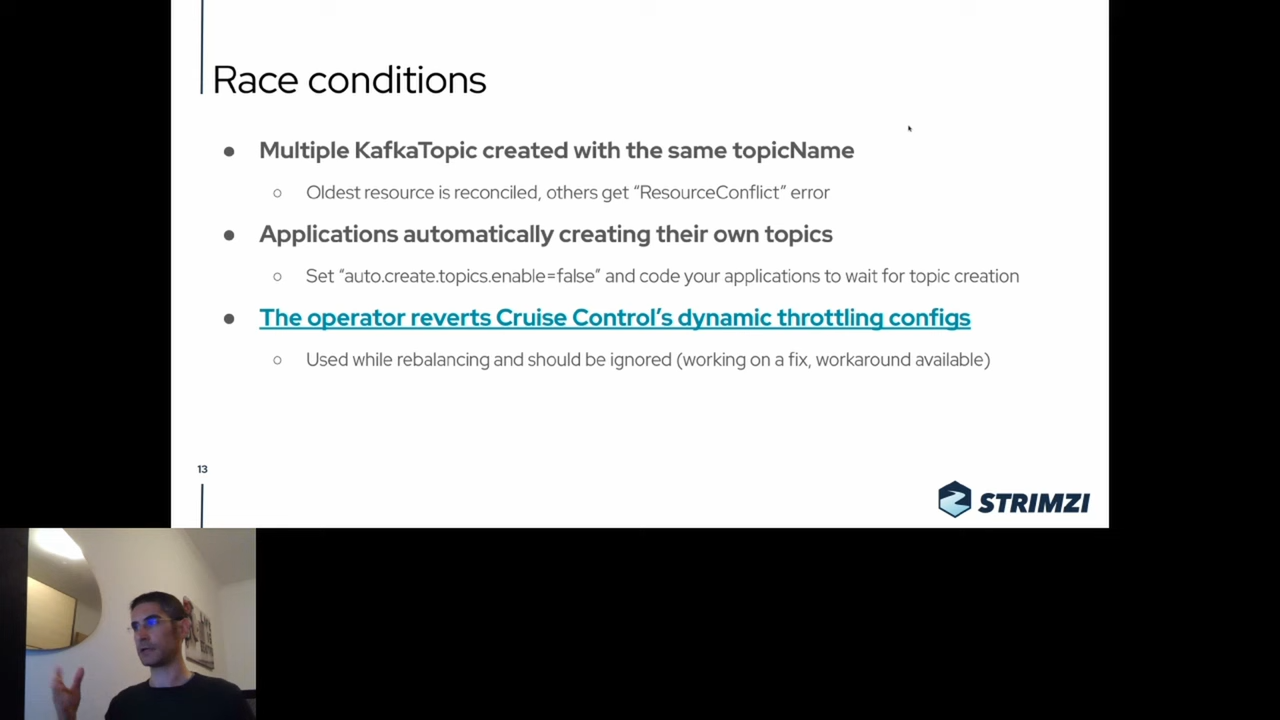 Race conditions
● Multiple KafkaTopic created with the same topicName
○ Oldest resource is reconciled, others get “ResourceConflict” error
● Applications automatically creating their own topics
○ Set “auto.create.topics.enable=false” and code your applications to wait for topic creation
● The operator reverts Cruise Control’s dynamic throttling configs
○ Used while rebalancing and should be ignored (working on a fix, workaround available)
13
STRIMZI